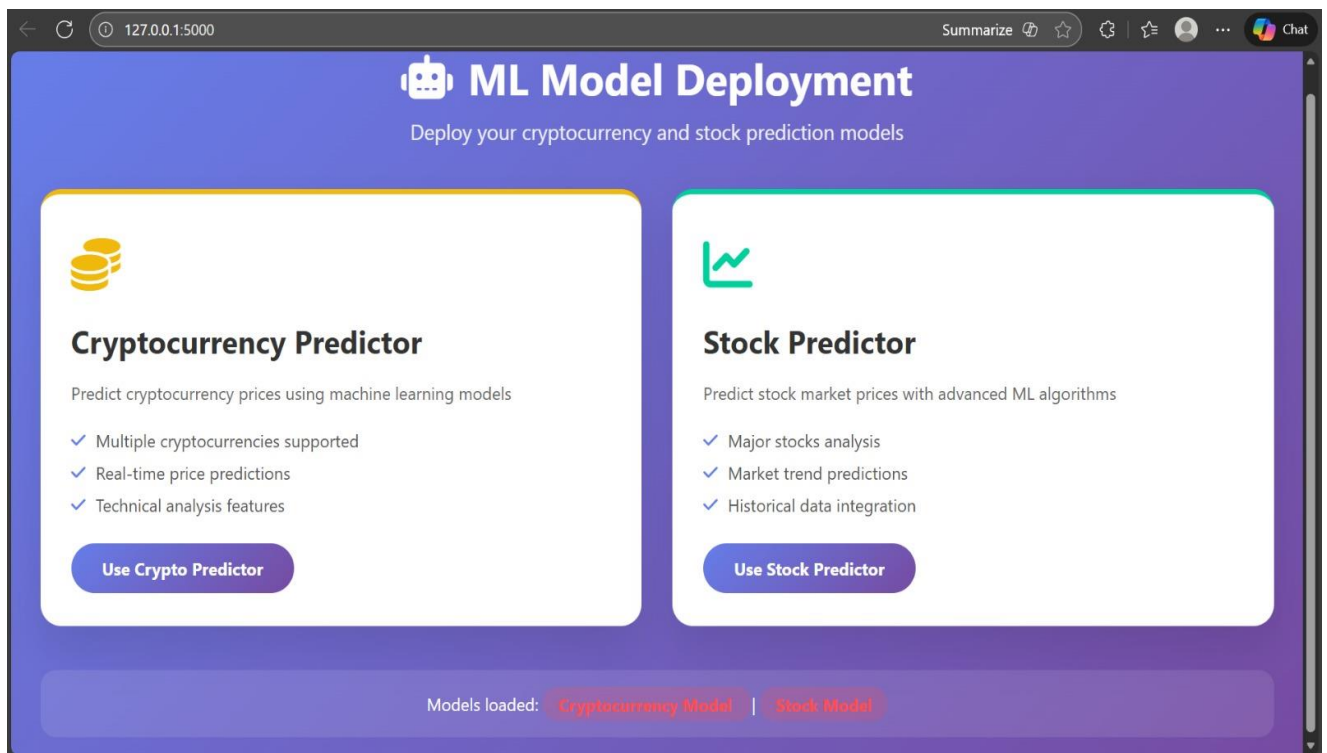 127.0.0.1:5000
Summarize
Chat
ML Model Deployment
Deploy your cryptocurrency and stock prediction models
Cryptocurrency Predictor
Predict cryptocurrency prices using machine learning models
Multiple cryptocurrencies supported
Real-time price predictions
Technical analysis features
Use Crypto Predictor
Stock Predictor
Predict stock market prices with advanced ML algorithms
Major stocks analysis
Market trend predictions
Historical data integration
Use Stock Predictor
Models loaded: Cryptocurrency Model | Stock Model